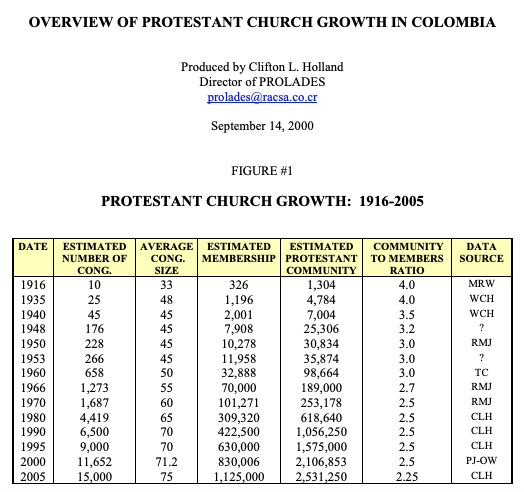 OVERVIEW OF PROTESTANT CHURCH GROWTH IN COLOMBIA
Produced by Clifton L. Holland
Director of PROLADES
prolades@racsa.co.cr
September 14, 2000
FIGURE #1
PROTESTANT CHURCH GROWTH: 1916-2005
DATE ESTIMATED NUMBER OF CONG. AVERAGE CONG. SIZE ESTIMATED MEMBERSHIP ESTIMATED PROTESTANT COMMUNITY COMMUNITY TO MEMBERS RATIO DATA SOURCE
1916 10 33 326 1,304 4.0 MRW
1935 25 48 1,196 4,784 4.0 WCH
1940 45 45 2,001 7,004 3.5 WCH
1948 176 45 7,908 25,306 3.2 ?
1950 228 45 10,278 30,834 3.0 RMJ
1953 266 45 11,958 35,874 3.0 ?
1960 658 50 32,888 98,664 3.0 TC
1966 1,273 55 70,000 189,000 2.7 RMJ
1970 1,687 60 101,271 253,178 2.5 RMJ
1980 4,419 65 309,320 618,640 2.5 CLH
1990 6,500 70 422,500 1,056,250 2.5 CLH
1995 9,000 70 630,000 1,575,000 2.5 CLH
2000 11,652 71.2 830,006 2,106,853 2.5 PJ-OW
2005 15,000 75 1,125,000 2,531,250 2.25 CLH